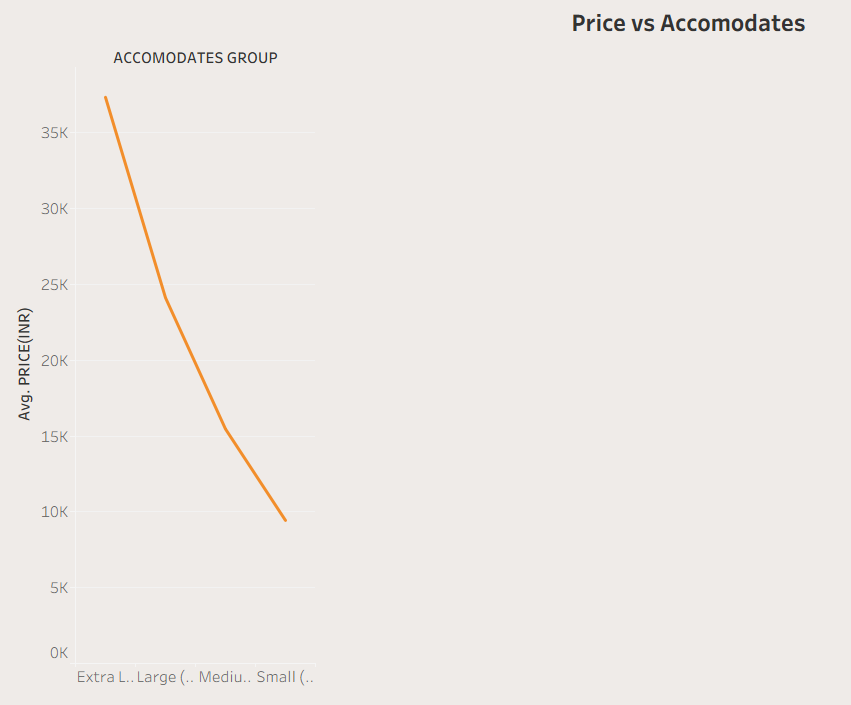 Price vs Accomodates
ACCOMODATES GROUP
Avg. PRICE(INR)
35K
30K
25K
20K
15K
10K
5K
0K
Extra L.. Large (.. Mediu.. Small (..